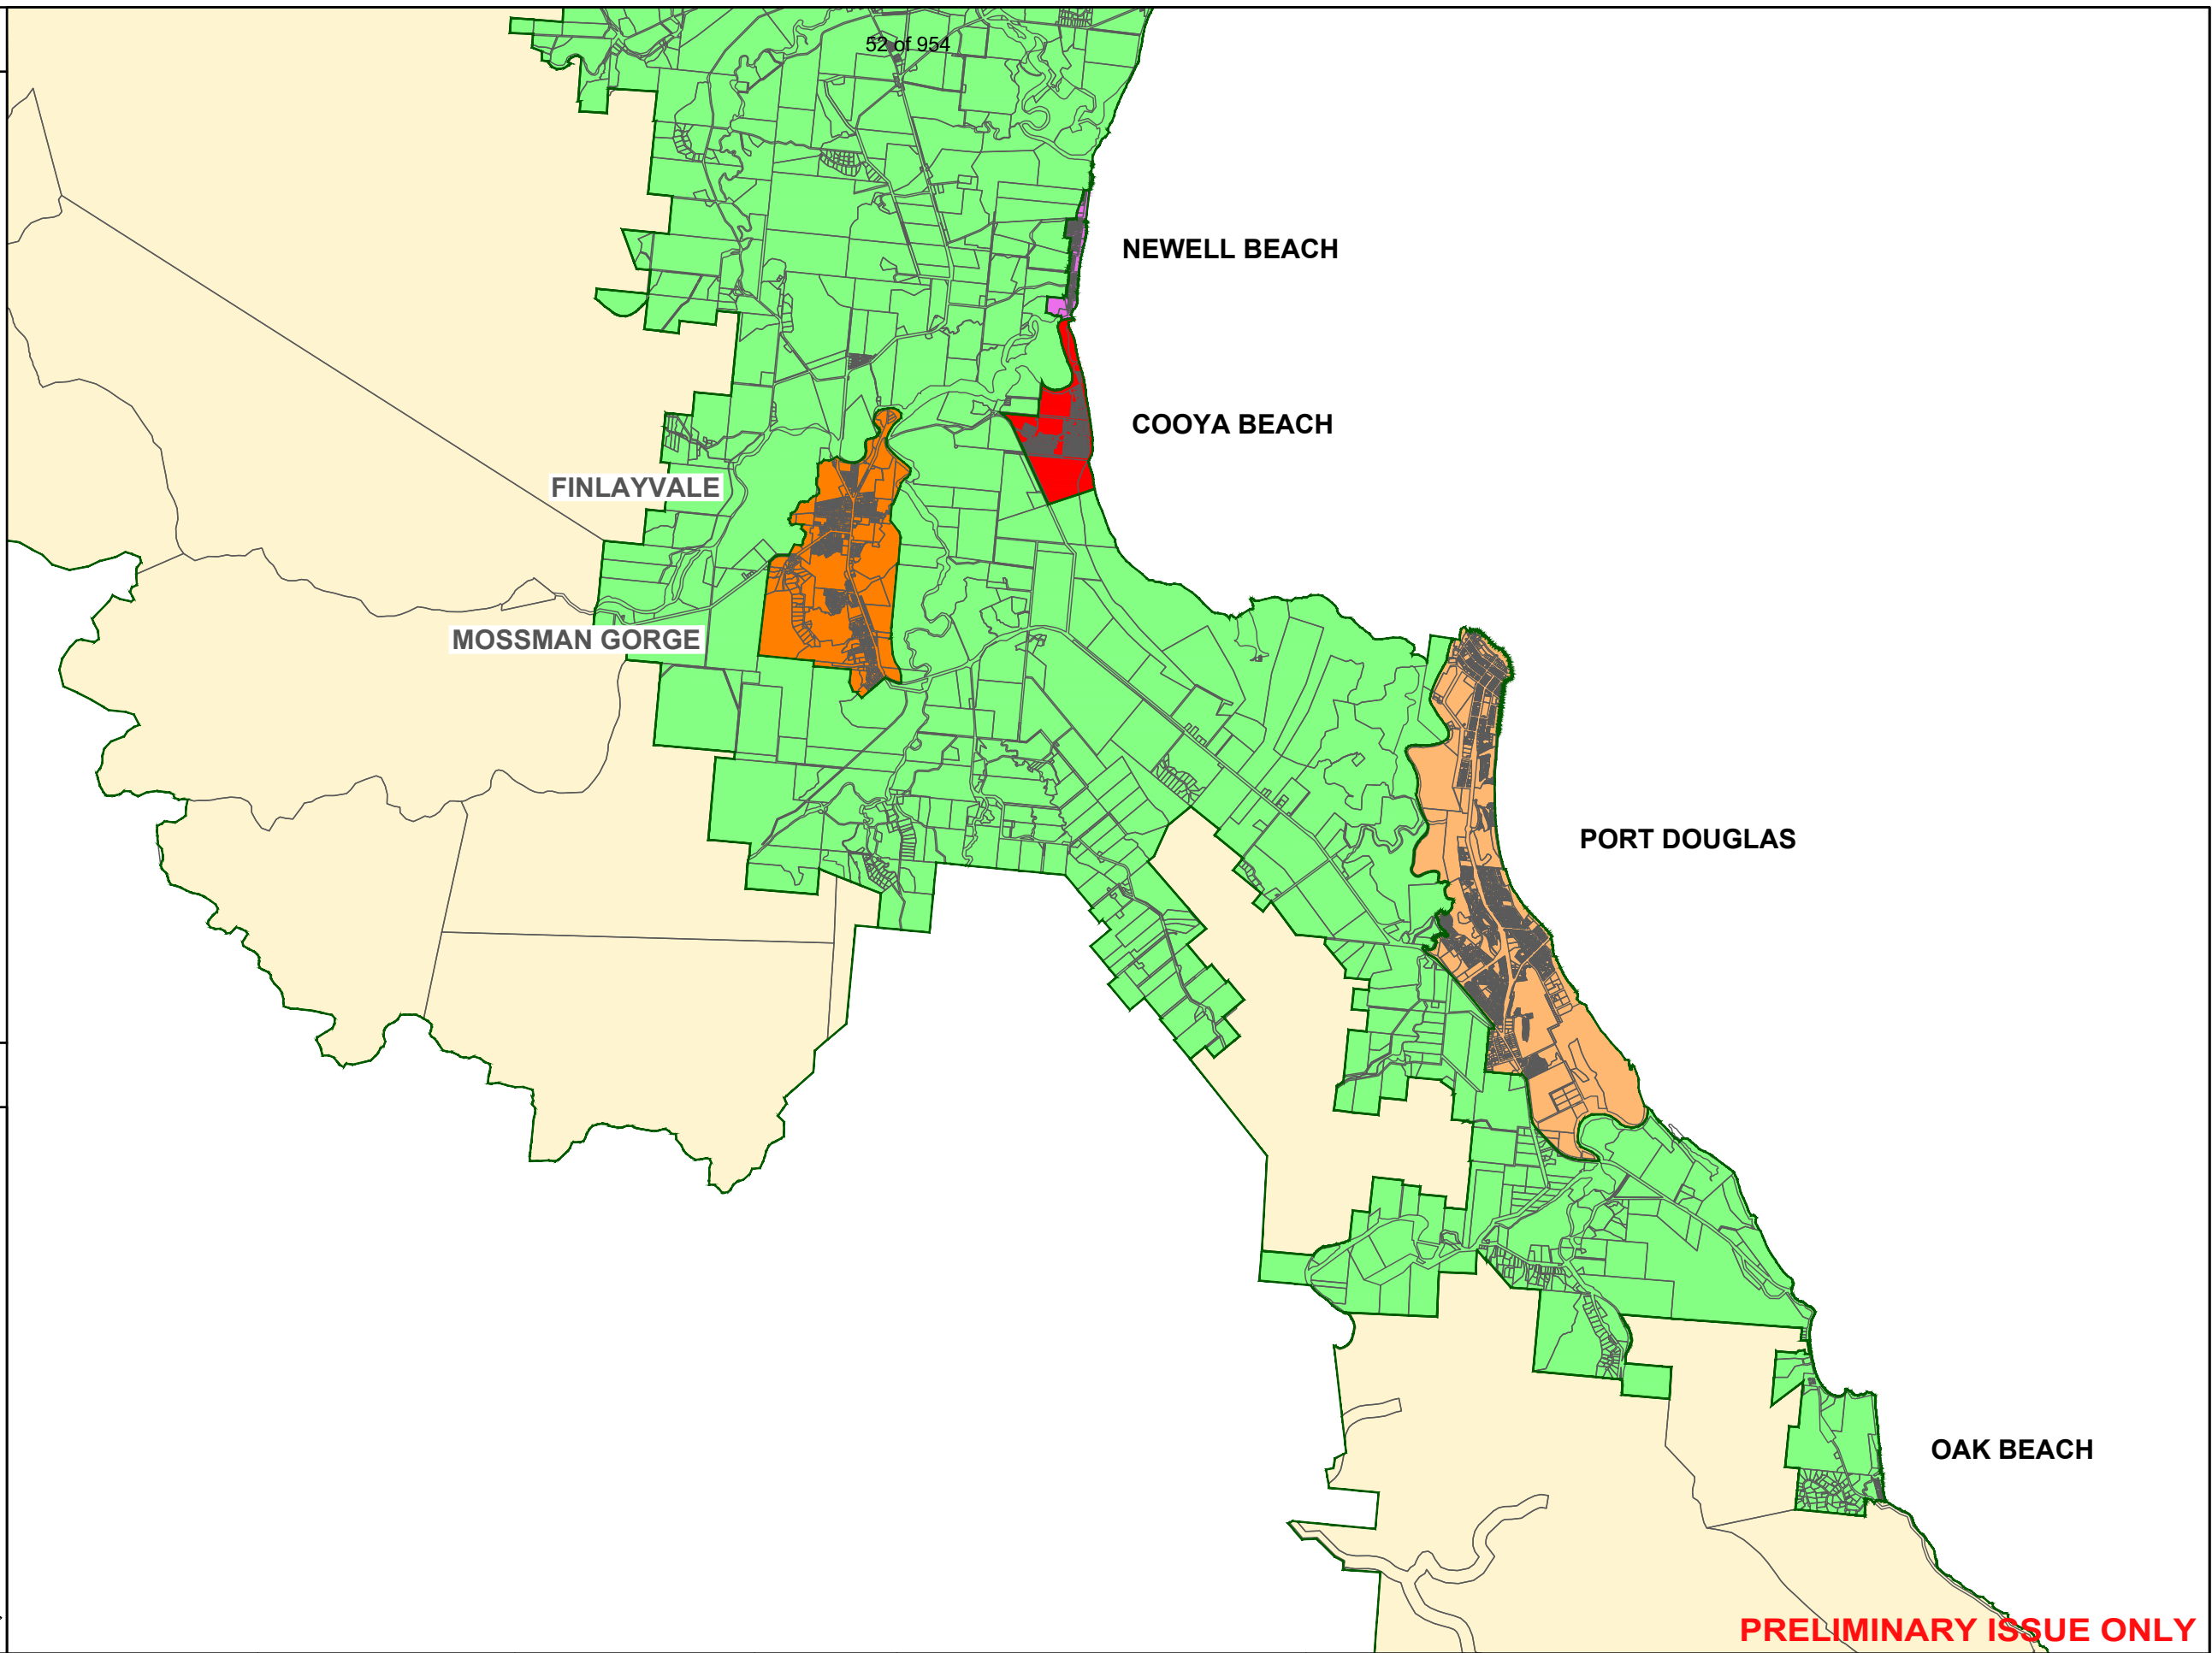 52 of 954
NEWELL BEACH
COOYA BEACH
FINLAYVALE
MOSSMAN GORGE
PORT DOUGLAS
OAK BEACH
PRELIMINARY ISSUE ONLY